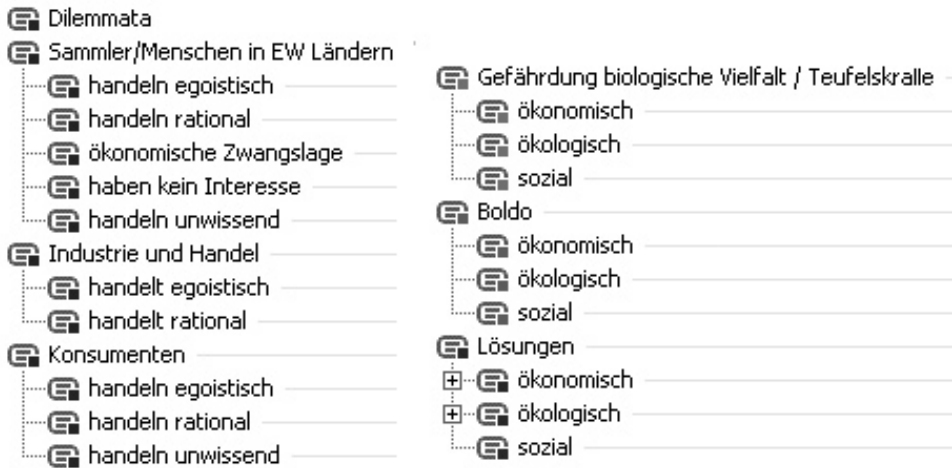 Dilemmata
Sammler/Menschen in EW Ländern
handeln egoistisch
handeln rational
ökonomische Zwangslage
haben kein Interesse
handeln unwissend
Industrie und Handel
handelt egoistisch
handelt rational
Konsumenten
handeln egoistisch
handeln rational
handeln unwissend
Gefährdung biologische Vielfalt / Teufelskralle
ökonomisch
ökologisch
sozial
Boldo
ökonomisch
ökologisch
sozial
Lösungen
ökonomisch
ökologisch
sozial